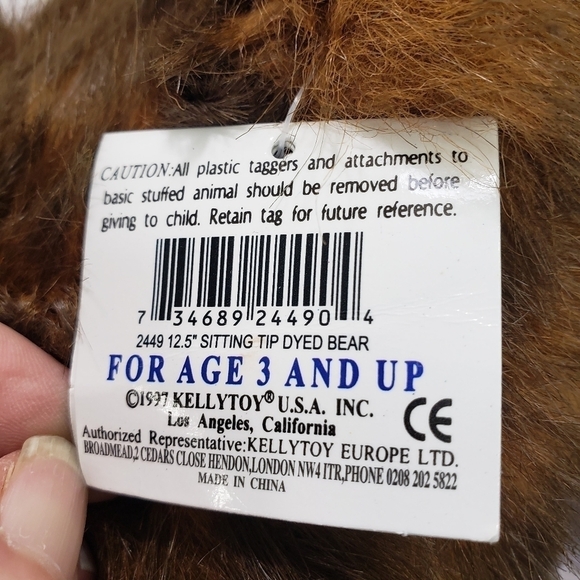 CAUTION:All plastic taggers and attachments to
basic stuffed animal should be removed before
giving to child. Retain tag for future reference.
7 34689 24490 4
2449 12.5" SITTING TIP DYED BEAR
FOR AGE 3 AND UP
©1997 KELLYTOY® U.S.A. INC.
Los Angeles, California
CE
Authorized Representative:KELLYTOY EUROPE LTD.
BROADMEAD,2 CEDARS CLOSE HENDON,LONDON NW4 1TR,PHONE 0208 202 5822
MADE IN CHINA